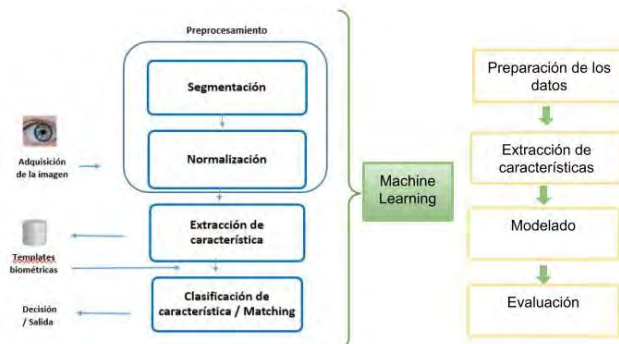 Preprocesamiento
Segmentación
Normalización
Adquisición
de la imagen
Extracción de
característica
Templates
biométricas
Clasificación de
característica / Matching
Decisión
/ Salida
Machine
Learning
Preparación de los
datos
Extracción de
características
Modelado
Evaluación